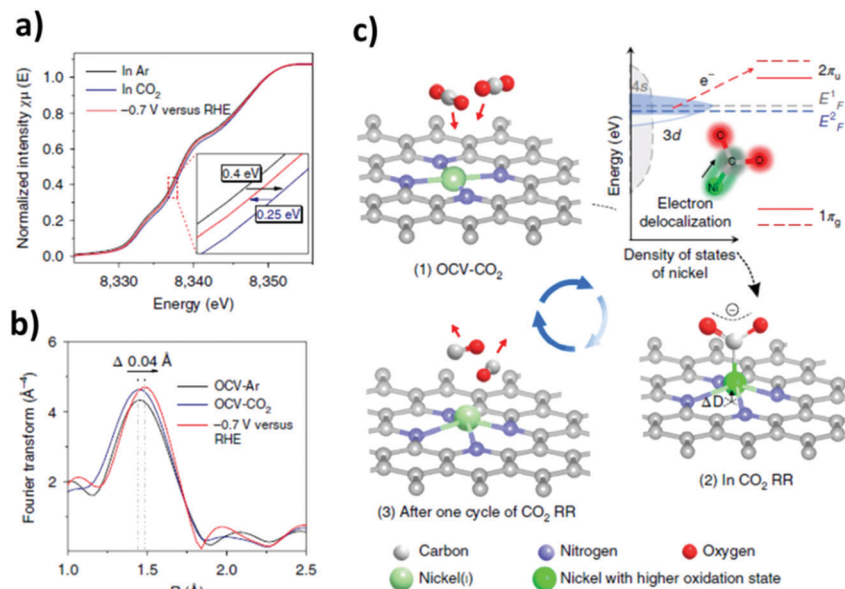 a)
Normalized intensity χμ (E)
1.0
0.8
0.6
0.4
0.2
0.0
In Ar
In CO₂
−0.7 V versus RHE
0.4 eV
0.25 eV
8,330
8,340
8,350
Energy (eV)
b)
Fourier transform (Å⁻⁴)
Δ 0.04 Å
OCV-Ar
OCV-CO₂
−0.7 V versus
RHE
4
2
0
1.0
1.5
2.0
2.5
c)
(1) OCV-CO₂
Energy (eV)
4s
3d
e⁻
2πᵤ
E¹F
E²F
O
C
O
Ni
Electron
delocalization
1πg
Density of states
of nickel
⊖
Δ D
(2) In CO₂ RR
(3) After one cycle of CO₂ RR
Carbon
Nitrogen
Oxygen
Nickel(I)
Nickel with higher oxidation state